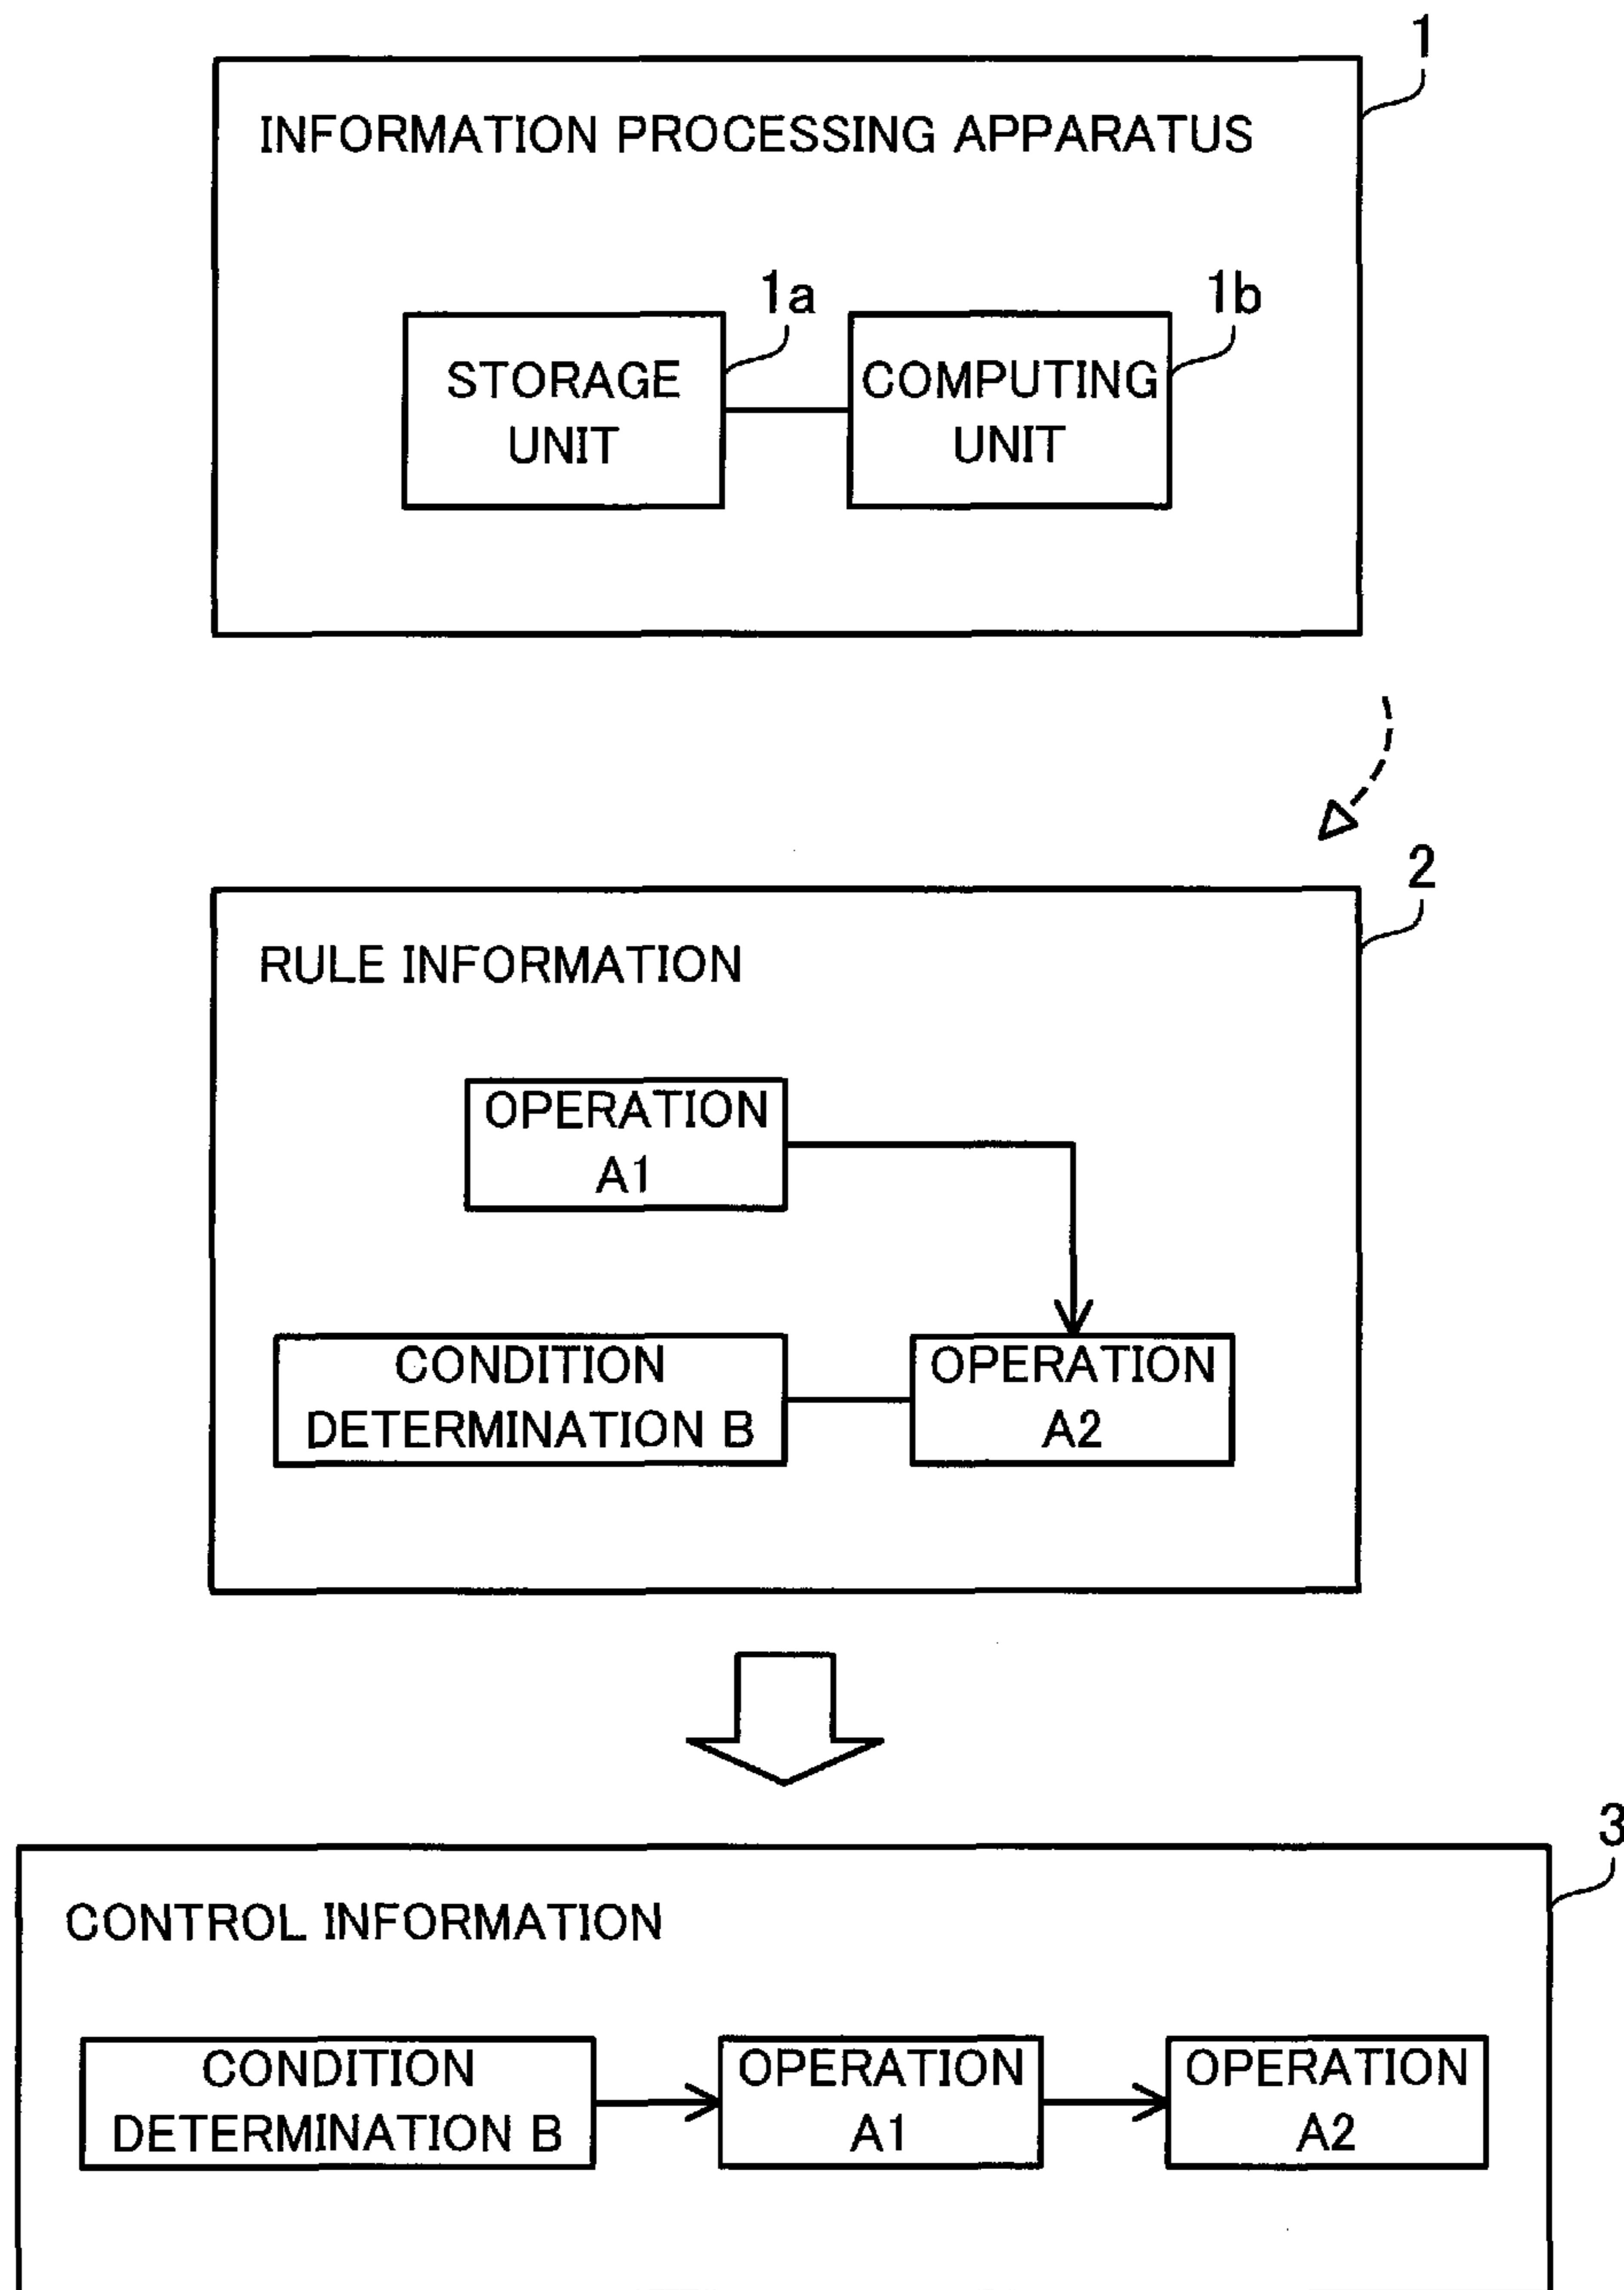 1
INFORMATION PROCESSING APPARATUS
1a
1b
STORAGE
UNIT
COMPUTING
UNIT
2
RULE INFORMATION
OPERATION
A1
CONDITION
DETERMINATION B
OPERATION
A2
3
CONTROL INFORMATION
CONDITION
DETERMINATION B
OPERATION
A1
OPERATION
A2